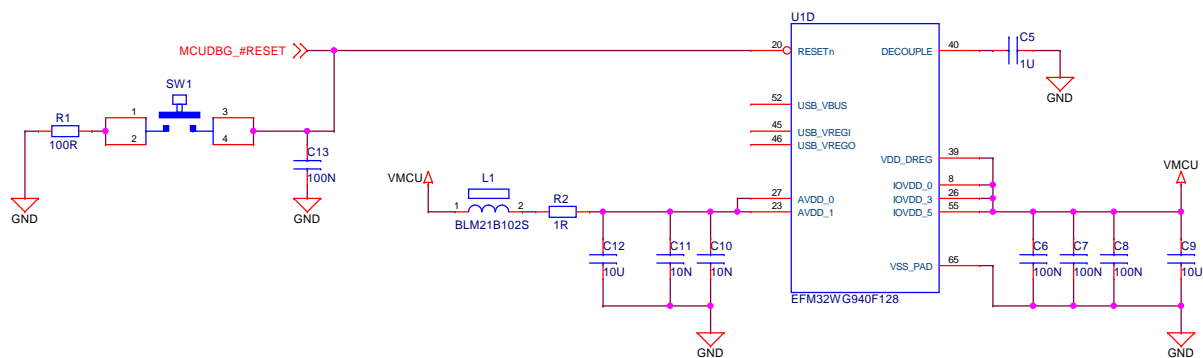 U1D
MCUDBG_#RESET
20
RESETn
DECOUPLE
40
C5
1U
GND
SW1
R1
100R
1
2
3
4
C13
100N
GND
GND
52
USB_VBUS
45
USB_VREGI
46
USB_VREGO
VDD_DREG
39
IOVDD_0
8
IOVDD_3
26
IOVDD_5
55
VMCU
VMCU
L1
1
2
BLM21B102S
R2
1R
27
AVDD_0
23
AVDD_1
C12
10U
C11
10N
C10
10N
GND
VSS_PAD
65
C6
100N
C7
100N
C8
100N
C9
10U
GND
EFM32WG940F128